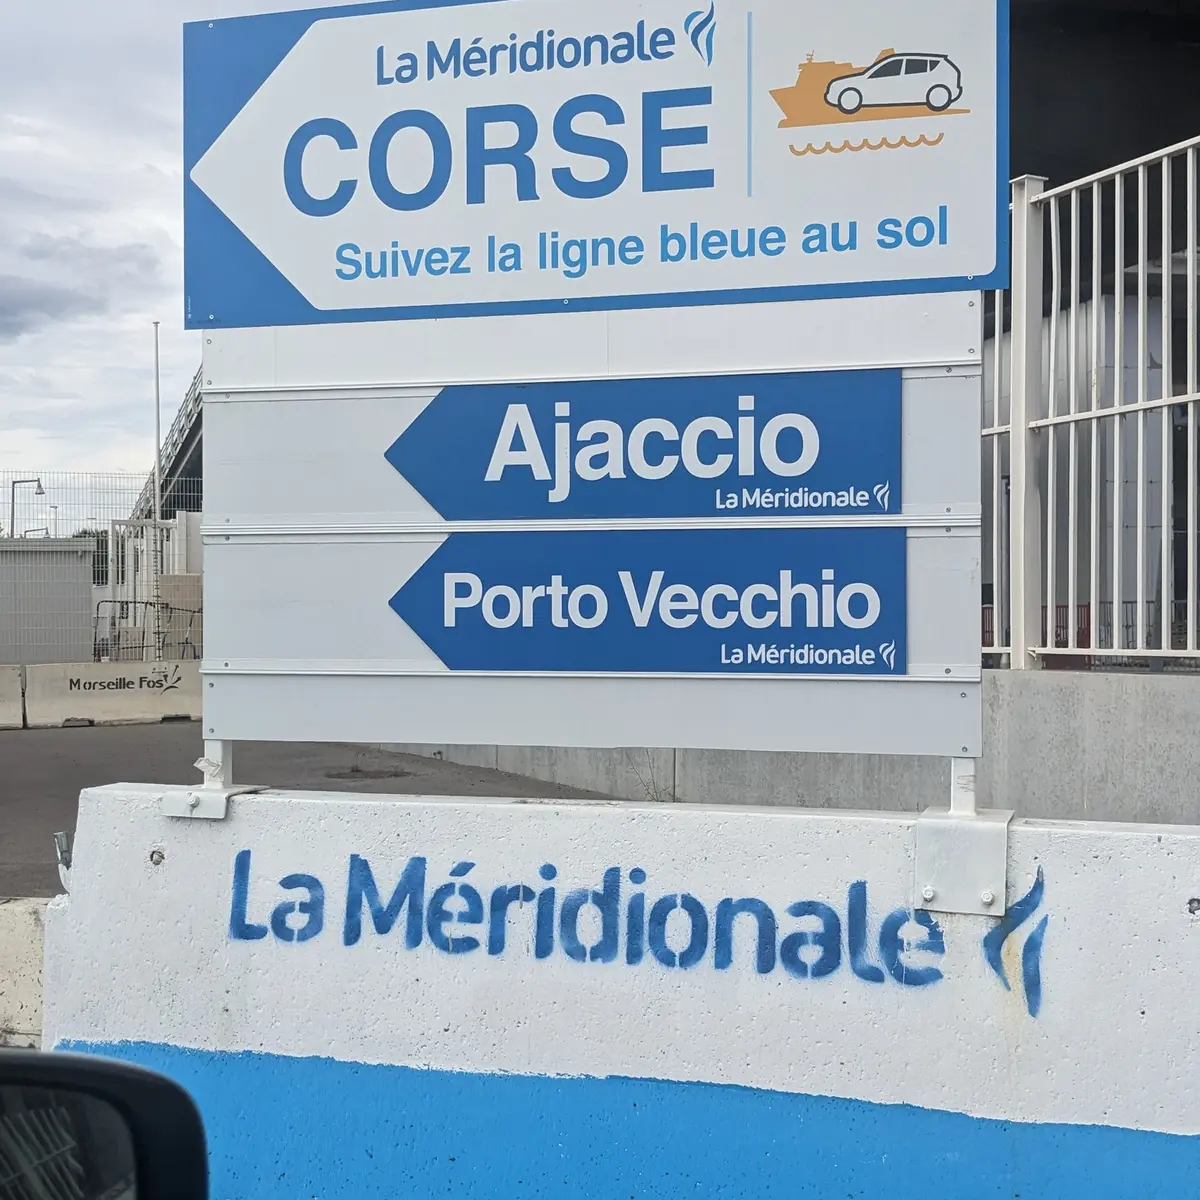 La Méridionale
CORSE
Suivez la ligne bleue au sol
Ajaccio
La Méridionale
Porto Vecchio
La Méridionale
Marseille Fos
La Méridionale